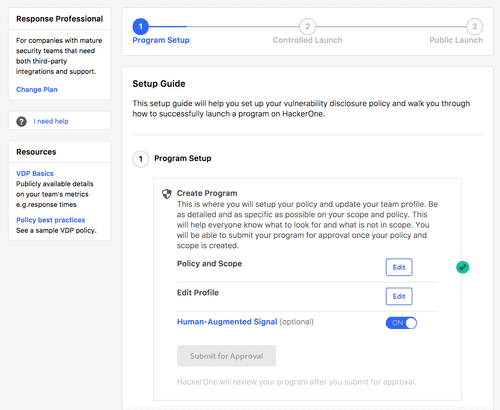 Response Professional
For companies with mature
security teams that need
both third-party
integrations and support.
Change Plan
? I need help
Resources
VDP Basics
Publicly available details
on your team's metrics
e.g.response times
Policy best practices
See a sample VDP policy.
1
2
3
Program Setup
Controlled Launch
Public Launch
Setup Guide
This setup guide will help you set up your vulnerability disclosure policy and walk you through
how to successfully launch a program on HackerOne.
1 Program Setup
Create Program
This is where you will setup your policy and update your team profile. Be
as detailed and as specific as possible on your scope and policy. This
will help everyone know what to look for and what is not in scope. You
will be able to submit your program for approval once your policy and
scope is created.
Policy and Scope
Edit
Edit Profile
Edit
Human-Augmented Signal (optional)
ON
Submit for Approval
HackerOne will review your program after you submit for approval.